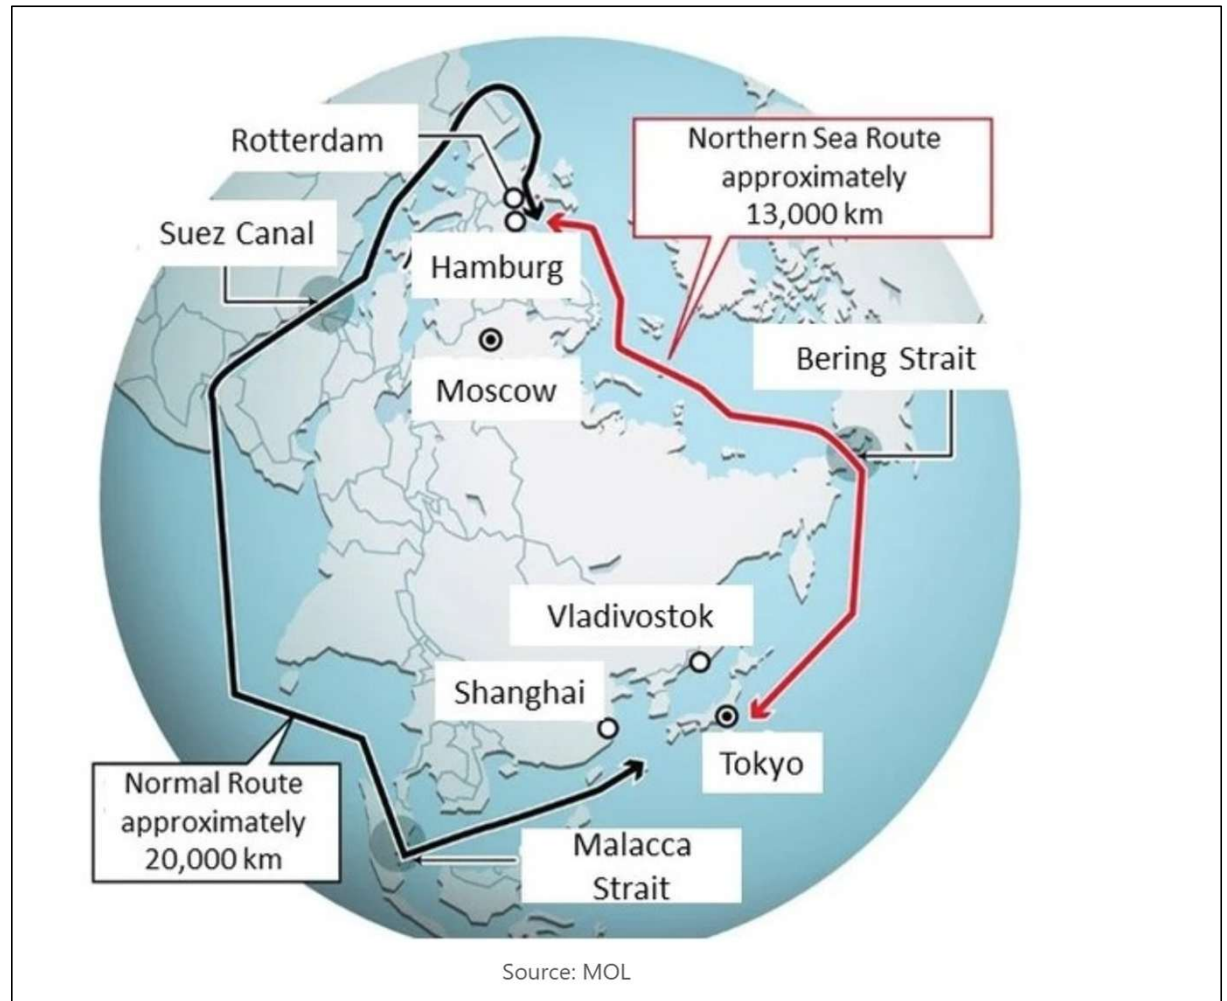 Rotterdam
Northern Sea Route
approximately
13,000 km
Suez Canal
Hamburg
Bering Strait
Moscow
Vladivostok
Shanghai
Tokyo
Normal Route
approximately
20,000 km
Malacca
Strait
Source: MOL